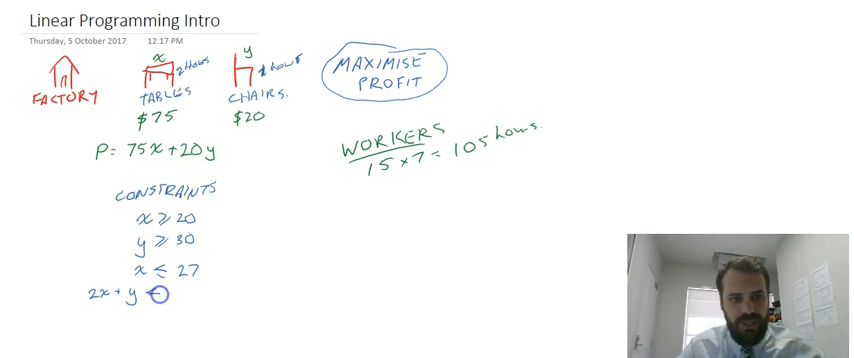 Linear Programming Intro
Thursday, 5 October 2017 12:17 PM
x 2 Hours
y 1 hour
MAXIMISE
PROFIT
FACTORY
TABLES
CHAIRS.
$75
$20
P = 75x + 20y
WORKERS
15 × 7 = 105 hours.
CONSTRAINTS
x ⩾ 20
y ⩾ 30
x ⩽ 27
2x + y <